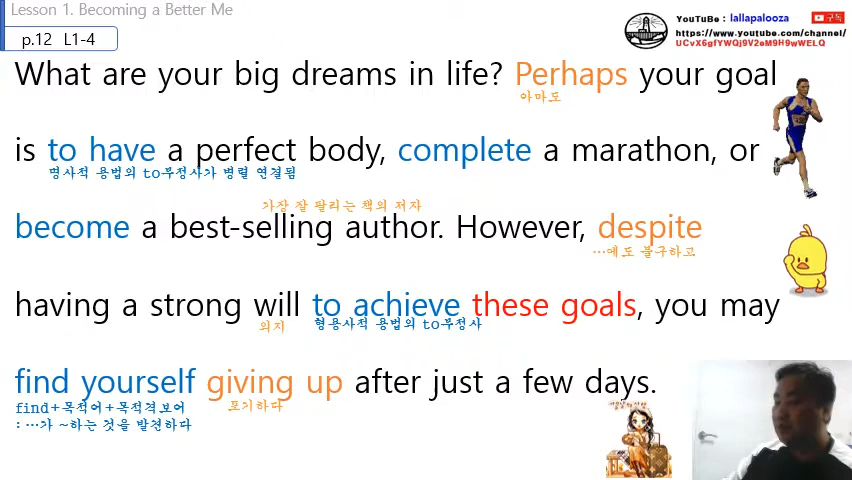 Lesson 1. Becoming a Better Me
p.12 L1-4
YouTuBe : lallapalooza
구독
https://www.youtube.com/channel/
UCvX6gfYWQj9V2eM9H9wWELQ
What are your big dreams in life? Perhaps your goal
아마도
is to have a perfect body, complete a marathon, or
명사적 용법의 to부정사가 병렬 연결됨
가장 잘 팔리는 책의 저자
become a best-selling author. However, despite
…에도 불구하고
having a strong will to achieve these goals, you may
의지 형용사적 용법의 to부정사
find yourself giving up after just a few days.
find+목적어+목적격보어 포기하다
: …가 ~하는 것을 발견하다